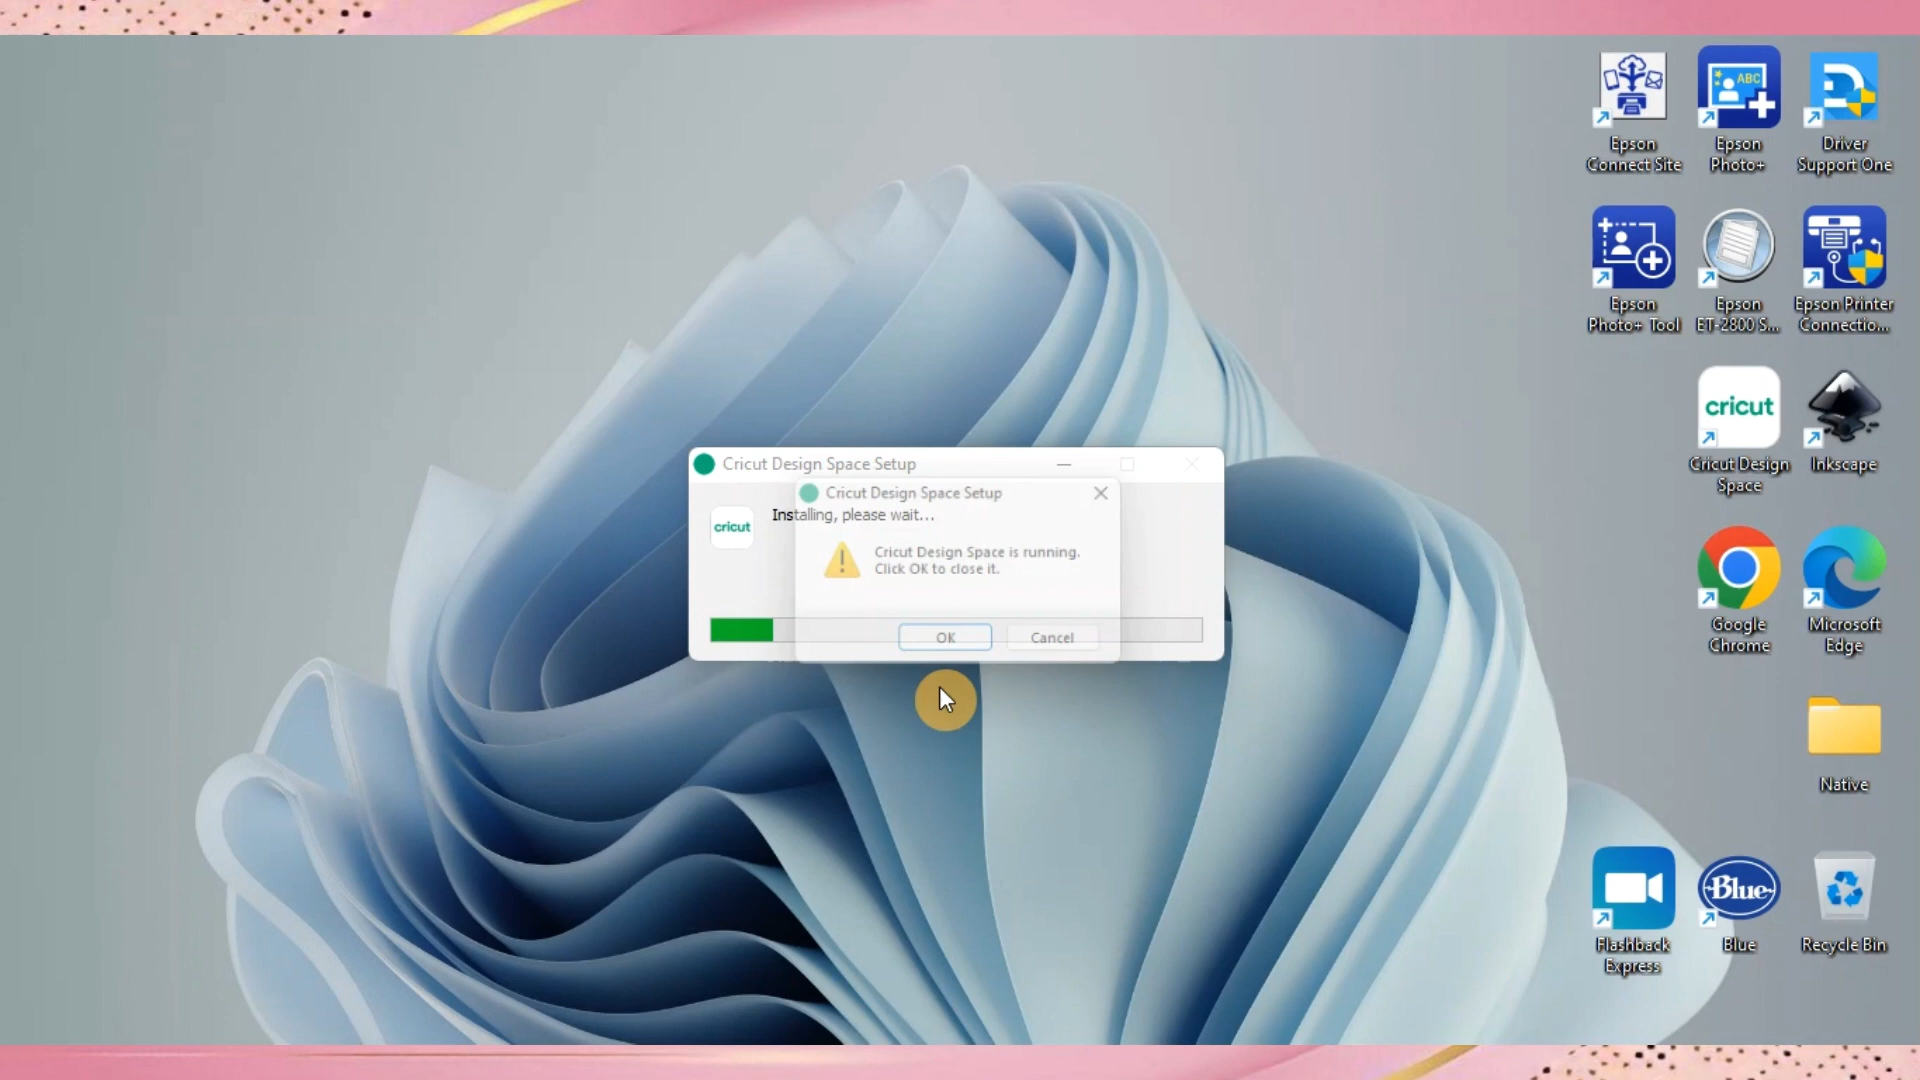 Epson
Connect Site
Epson
Photo+
Driver
Support One
ABC
Epson
Photo+ Tool
Epson
ET-2800 S...
Epson Printer
Connectio...
cricut
Cricut Design
Space
Inkscape
Cricut Design Space Setup
Cricut Design Space Setup
cricut
Installing, please wait...
Cricut Design Space is running.
Click OK to close it.
OK
Cancel
Google
Chrome
Microsoft
Edge
Native
Flashback
Express
Blue
Blue
Recycle Bin